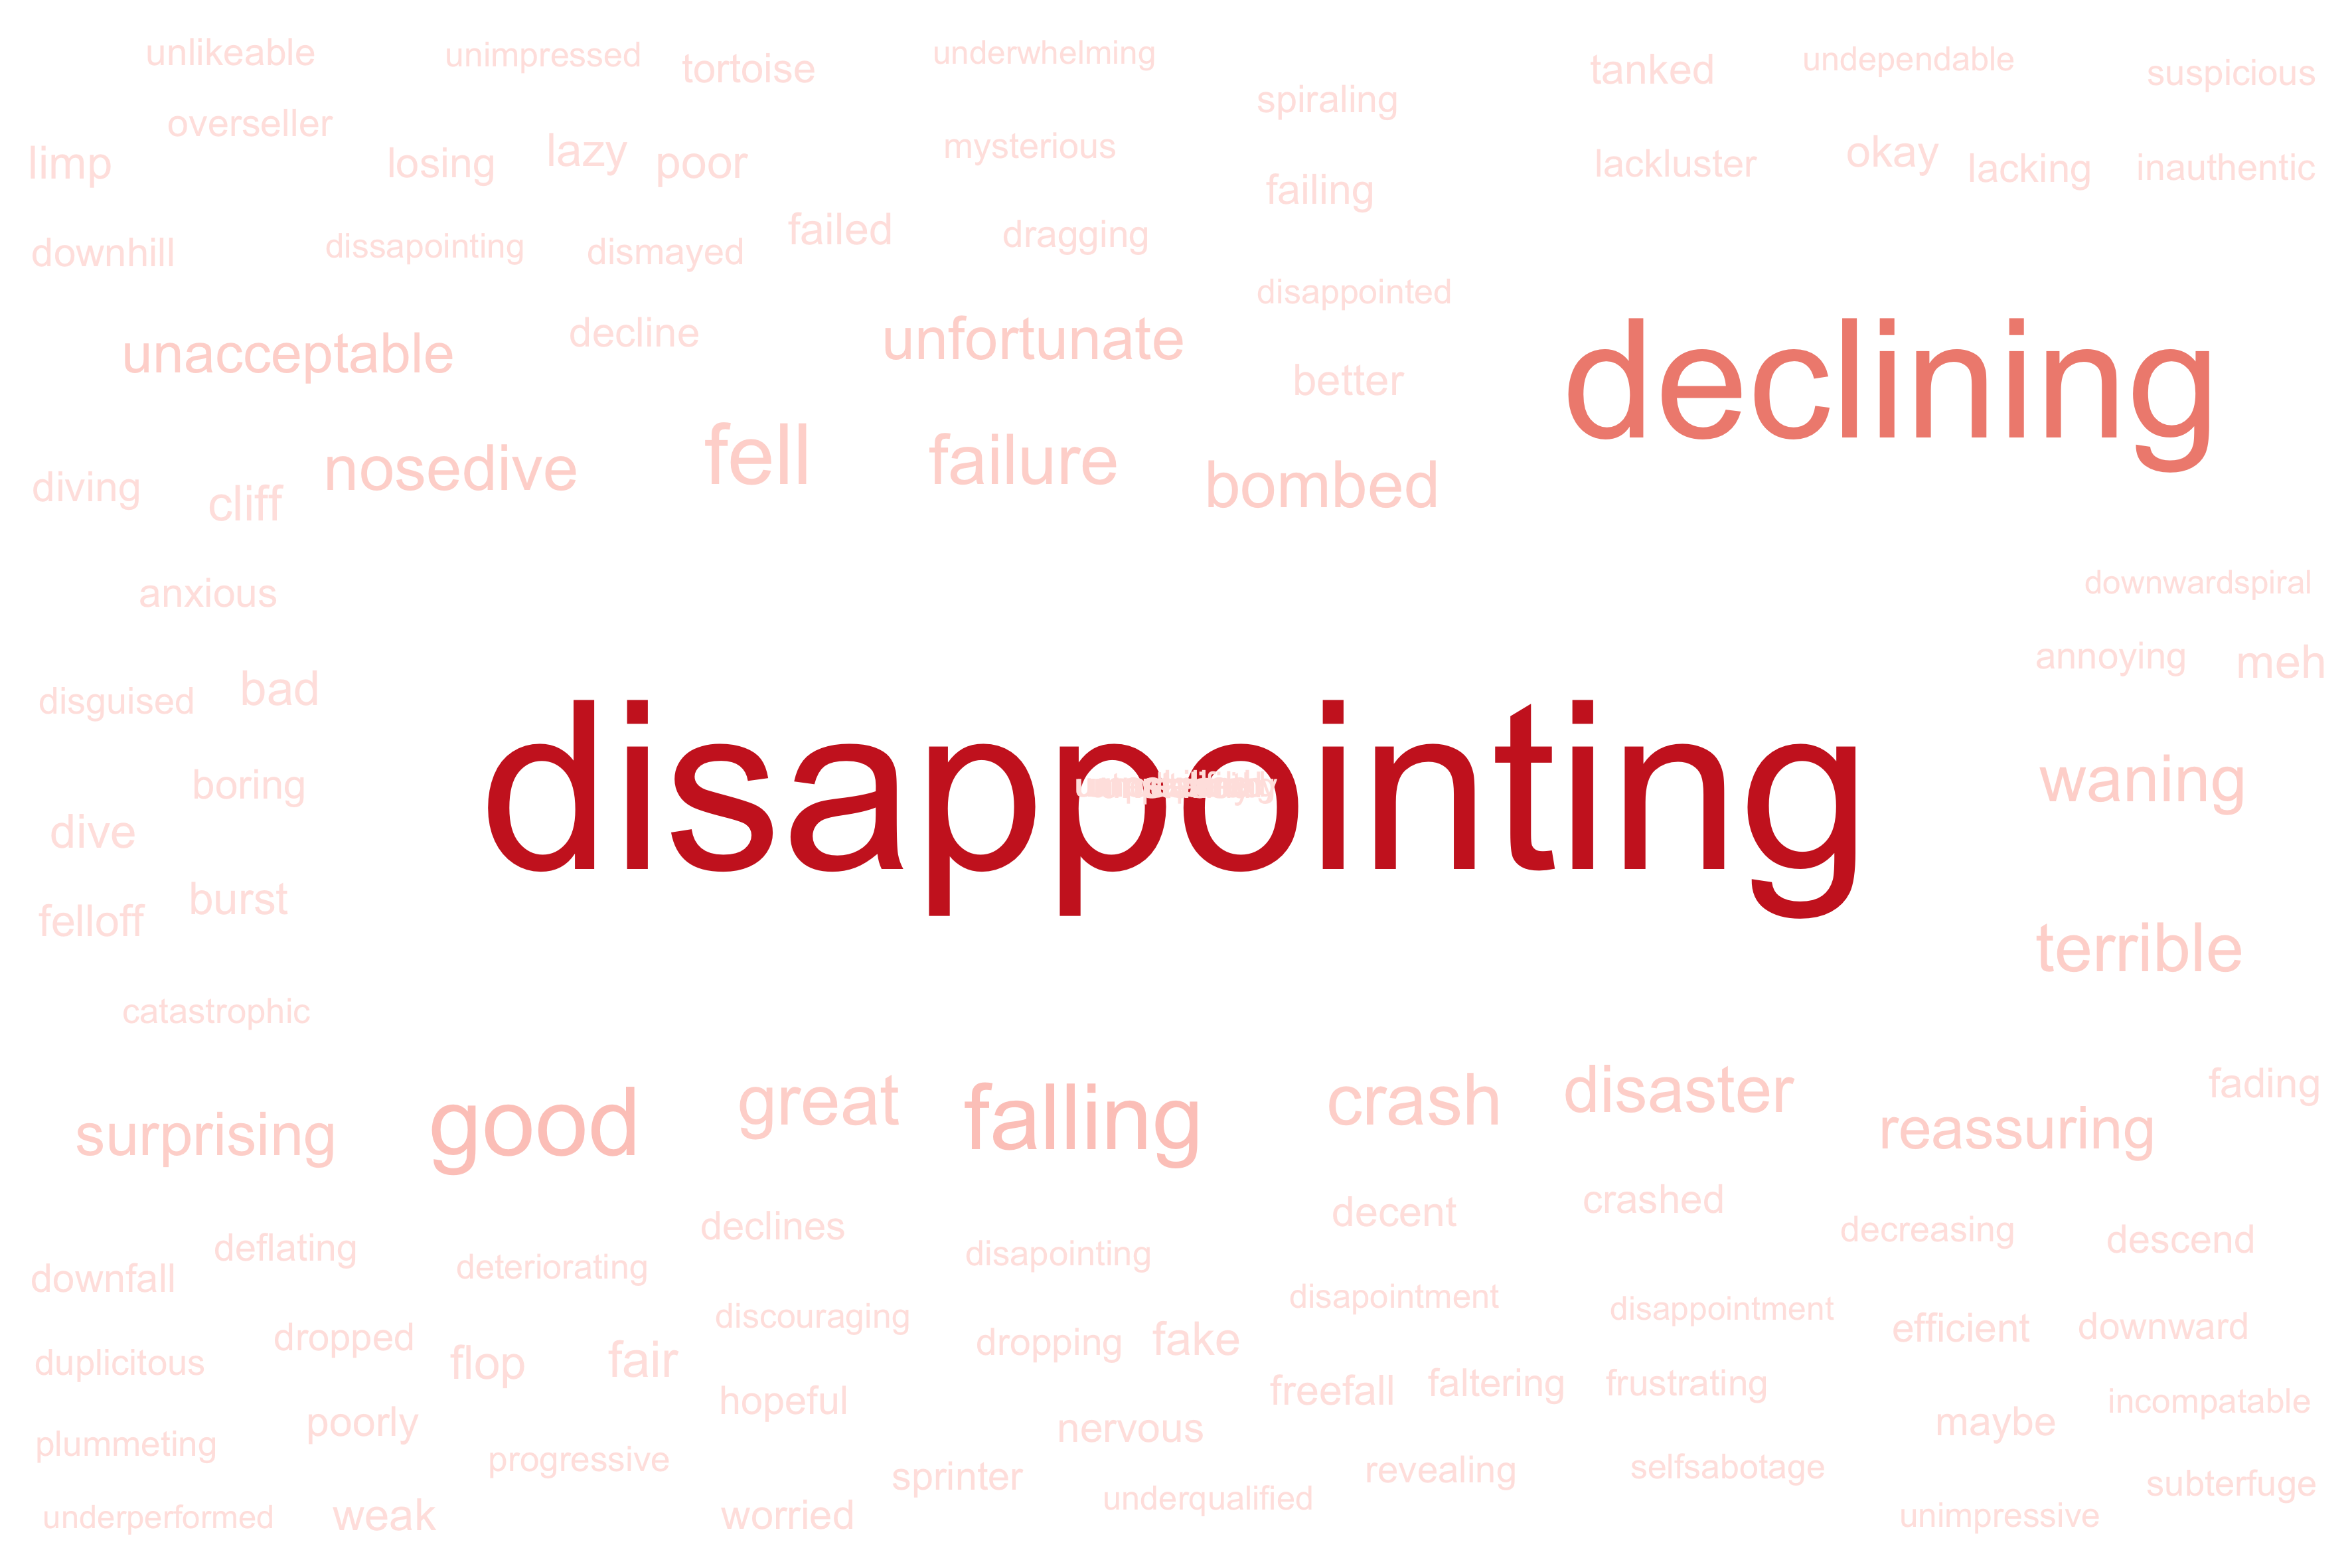 unlikeable unimpressed tortoise underwhelming tanked undependable suspicious
overseller spiraling
limp losing lazy poor mysterious lackluster okay lacking inauthentic
failing
downhill dissapointing dismayed failed dragging
disappointed
unacceptable decline unfortunate better declining
diving cliff nosedive fell failure bombed
anxious downwardspiral
disguised bad annoying meh
boring disappointing waning
dive
felloff burst terrible
catastrophic
surprising good great falling crash disaster reassuring fading
declines decent crashed decreasing descend
downfall deflating deteriorating disapointing
discouraging disapointment disappointment
duplicitous dropped flop fair dropping fake efficient downward
hopeful freefall faltering frustrating
plummeting poorly nervous maybe incompatable
progressive sprinter revealing selfsabotage subterfuge
underperformed weak worried underqualified unimpressive